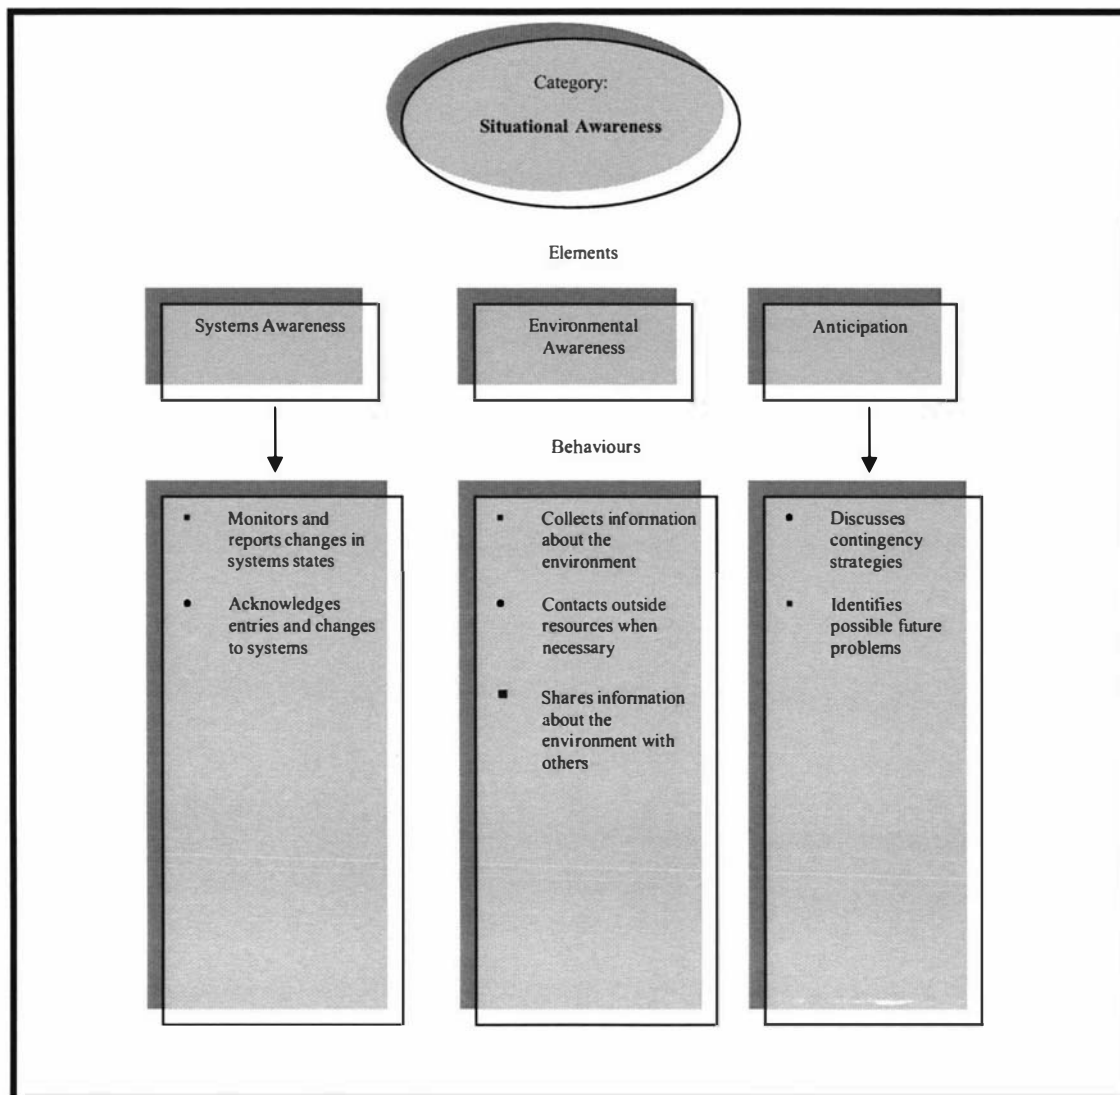 Category:
Situational Awareness
Elements
Systems Awareness
Environmental
Awareness
Anticipation
Behaviours
▪ Monitors and
reports changes in
systems states
• Acknowledges
entries and changes
to systems
▪ Collects information
about the
environment
• Contacts outside
resources when
necessary
▪ Shares information
about the
environment with
others
• Discusses
contingency
strategies
▪ Identifies
possible future
problems